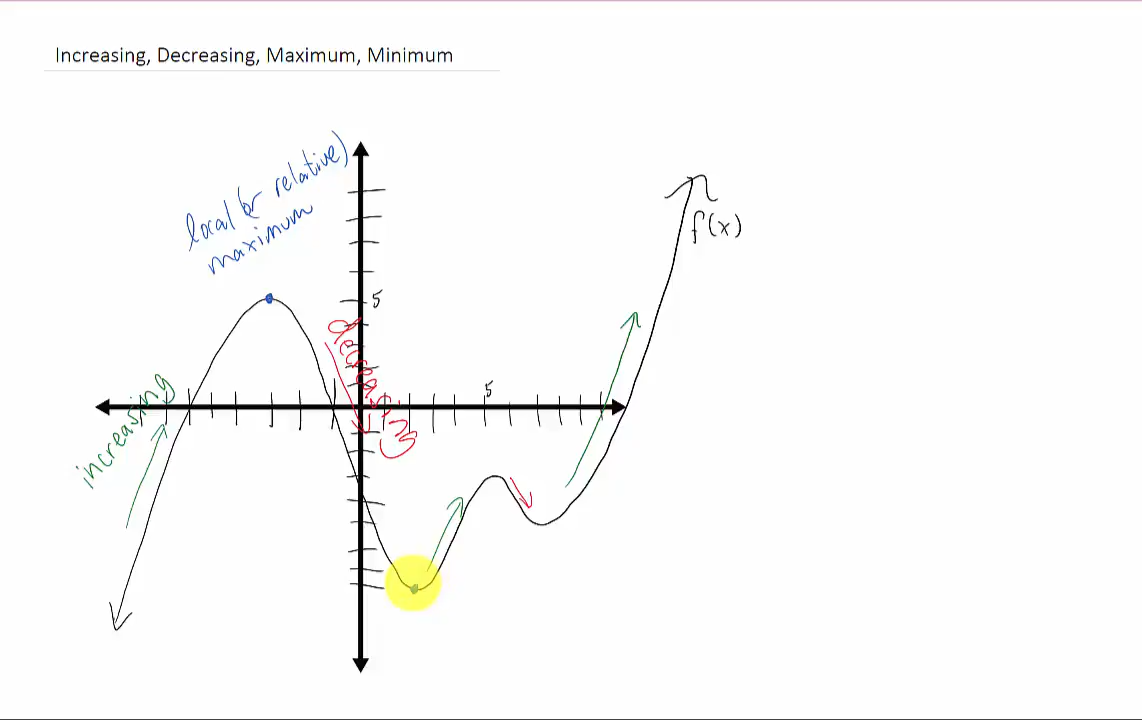 Increasing, Decreasing, Maximum, Minimum
local (or relative)
maximum
f(x)
5
decreasing
increasing
5